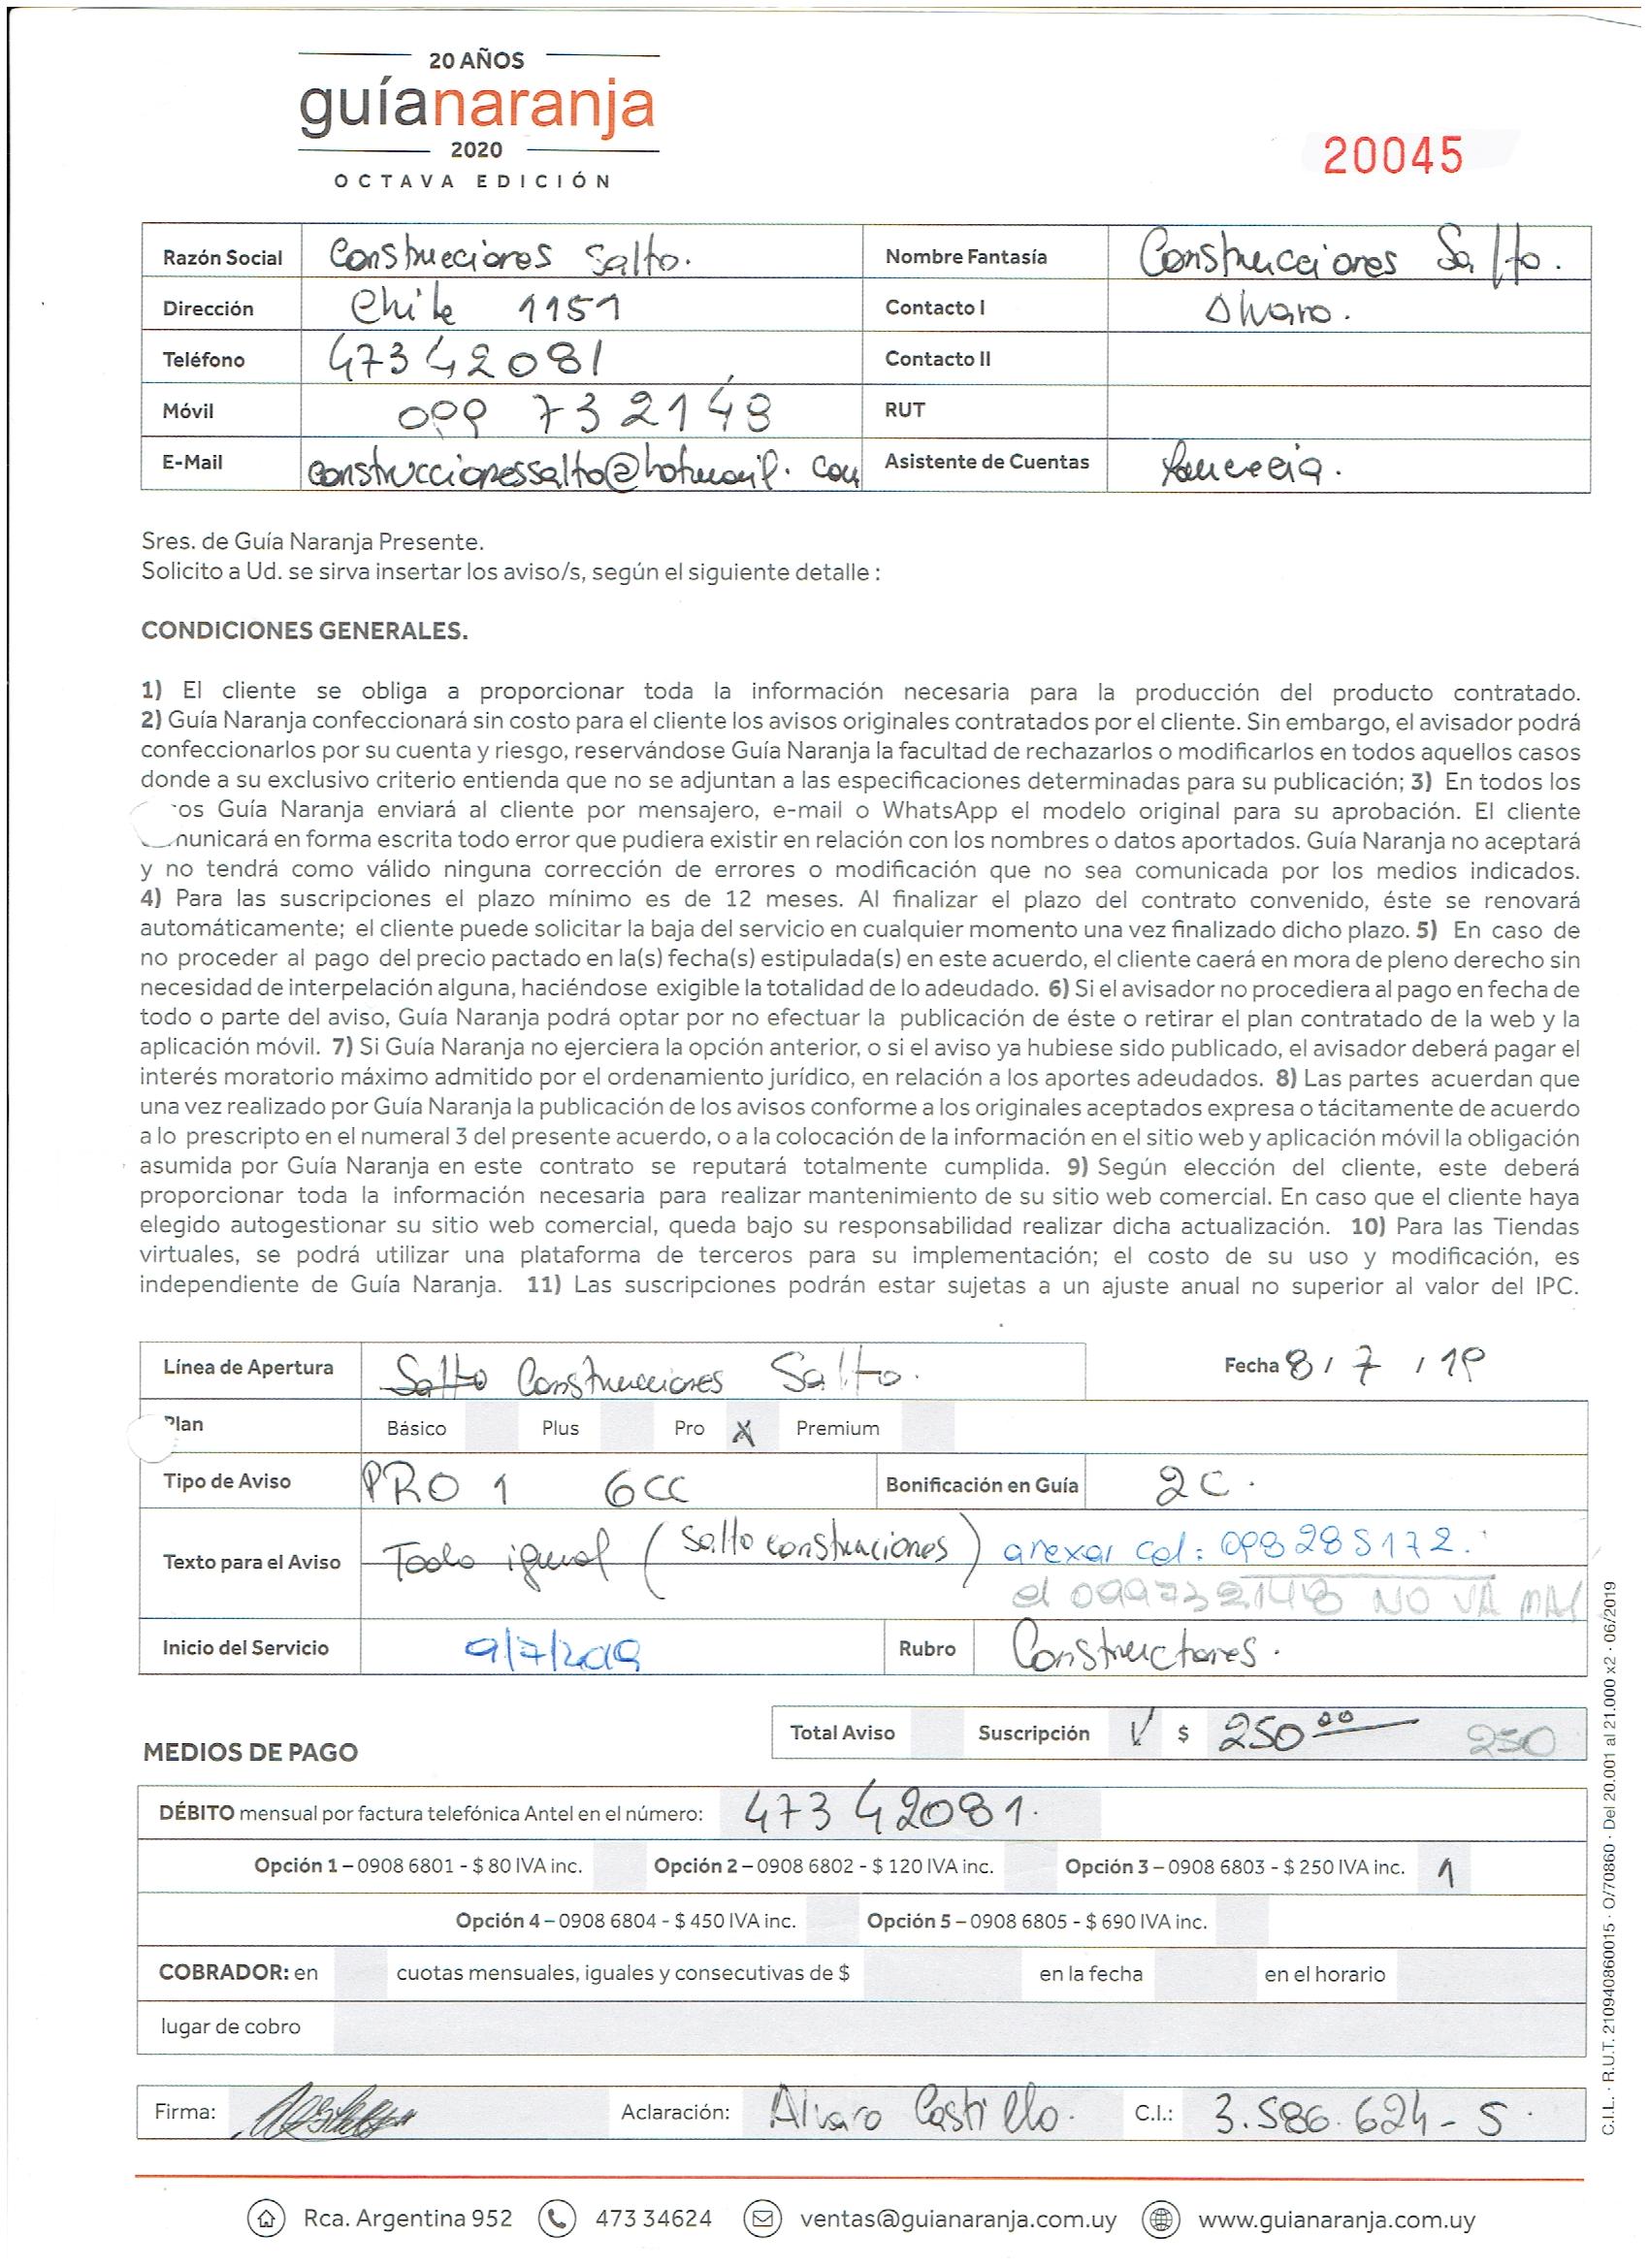 20 AÑOS
guíanaranja
2020
OCTAVA EDICIÓN
20045
Razón Social Construcciones Salto. Nombre Fantasía Construcciones Salto.
Dirección Chile 1151 Contacto I Alvaro.
Teléfono 473 42081 Contacto II
Móvil 099 732148 RUT
E-Mail construccionessalto@hotmail.com Asistente de Cuentas
Sres. de Guía Naranja Presente.
Solicito a Ud. se sirva insertar los aviso/s, según el siguiente detalle :
CONDICIONES GENERALES.
1) El cliente se obliga a proporcionar toda la información necesaria para la producción del producto contratado.
2) Guía Naranja confeccionará sin costo para el cliente los avisos originales contratados por el cliente. Sin embargo, el avisador podrá
confeccionarlos por su cuenta y riesgo, reservándose Guía Naranja la facultad de rechazarlos o modificarlos en todos aquellos casos
donde a su exclusivo criterio entienda que no se adjuntan a las especificaciones determinadas para su publicación; 3) En todos los
os Guía Naranja enviará al cliente por mensajero, e-mail o WhatsApp el modelo original para su aprobación. El cliente
municará en forma escrita todo error que pudiera existir en relación con los nombres o datos aportados. Guía Naranja no aceptará
y no tendrá como válido ninguna corrección de errores o modificación que no sea comunicada por los medios indicados.
4) Para las suscripciones el plazo mínimo es de 12 meses. Al finalizar el plazo del contrato convenido, éste se renovará
automáticamente; el cliente puede solicitar la baja del servicio en cualquier momento una vez finalizado dicho plazo. 5) En caso de
no proceder al pago del precio pactado en la(s) fecha(s) estipulada(s) en este acuerdo, el cliente caerá en mora de pleno derecho sin
necesidad de interpelación alguna, haciéndose exigible la totalidad de lo adeudado. 6) Si el avisador no procediera al pago en fecha de
todo o parte del aviso, Guía Naranja podrá optar por no efectuar la publicación de éste o retirar el plan contratado de la web y la
aplicación móvil. 7) Si Guía Naranja no ejerciera la opción anterior, o si el aviso ya hubiese sido publicado, el avisador deberá pagar el
interés moratorio máximo admitido por el ordenamiento jurídico, en relación a los aportes adeudados. 8) Las partes acuerdan que
una vez realizado por Guía Naranja la publicación de los avisos conforme a los originales aceptados expresa o tácitamente de acuerdo
a lo prescripto en el numeral 3 del presente acuerdo, o a la colocación de la información en el sitio web y aplicación móvil la obligación
asumida por Guía Naranja en este contrato se reputará totalmente cumplida. 9) Según elección del cliente, este deberá
proporcionar toda la información necesaria para realizar mantenimiento de su sitio web comercial. En caso que el cliente haya
elegido autogestionar su sitio web comercial, queda bajo su responsabilidad realizar dicha actualización. 10) Para las Tiendas
virtuales, se podrá utilizar una plataforma de terceros para su implementación; el costo de su uso y modificación, es
independiente de Guía Naranja. 11) Las suscripciones podrán estar sujetas a un ajuste anual no superior al valor del IPC.
Línea de Apertura Salto Construcciones Salto. Fecha 8 / 7 / 19
Plan Básico Plus Pro X Premium
Tipo de Aviso PRO 1 6CC Bonificación en Guía 2C.
Texto para el Aviso Todo igual (Salto construcciones) anexar cel: 098 285172.
el 099732148 NO VA MAS
Inicio del Servicio 9/7/2019 Rubro Constructores.
Total Aviso Suscripción ✓ $ 250 00 250
MEDIOS DE PAGO
DÉBITO mensual por factura telefónica Antel en el número: 473 42081.
Opción 1 – 0908 6801 - $ 80 IVA inc. Opción 2 – 0908 6802 - $ 120 IVA inc. Opción 3 – 0908 6803 - $ 250 IVA inc. 1
Opción 4 – 0908 6804 - $ 450 IVA inc. Opción 5 – 0908 6805 - $ 690 IVA inc.
COBRADOR: en cuotas mensuales, iguales y consecutivas de $ en la fecha en el horario
lugar de cobro
Firma: Aclaración: Alvaro Castillo. C.I.: 3.586.624-5.
Rca. Argentina 952 473 34624 ventas@guianaranja.com.uy www.guianaranja.com.uy
C.I.L. · R.U.T. 210940860015 · O/70860 · Del 20.001 al 21.000 x2 · 06/2019